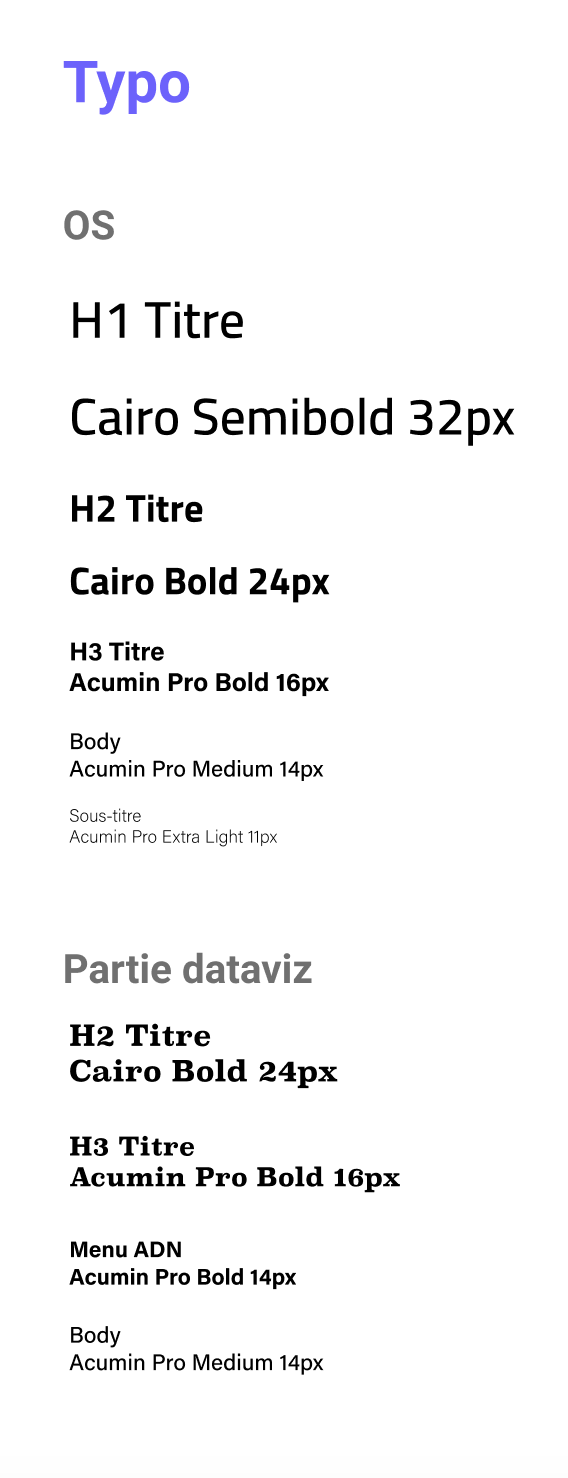 Typo
OS
H1 Titre
Cairo Semibold 32px
H2 Titre
Cairo Bold 24px
H3 Titre
Acumin Pro Bold 16px
Body
Acumin Pro Medium 14px
Sous-titre
Acumin Pro Extra Light 11px
Partie dataviz
H2 Titre
Cairo Bold 24px
H3 Titre
Acumin Pro Bold 16px
Menu ADN
Acumin Pro Bold 14px
Body
Acumin Pro Medium 14px